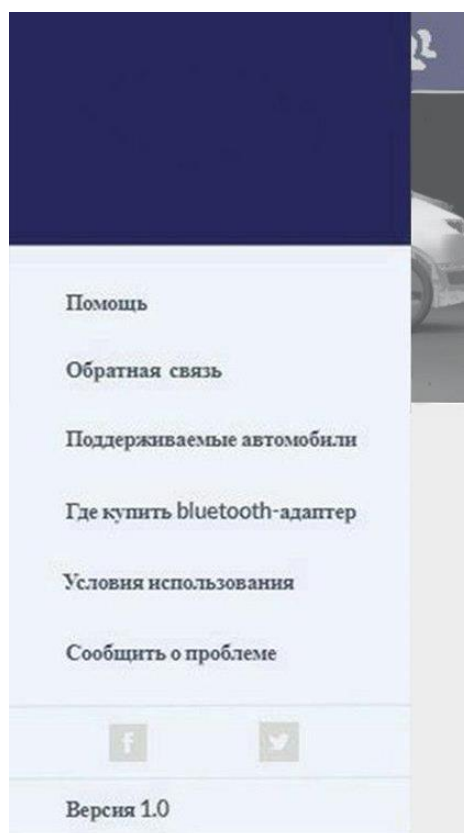 Помощь
Обратная связь
Поддерживаемые автомобили
Где купить bluetooth-адаптер
Условия использования
Сообщить о проблеме
Версия 1.0